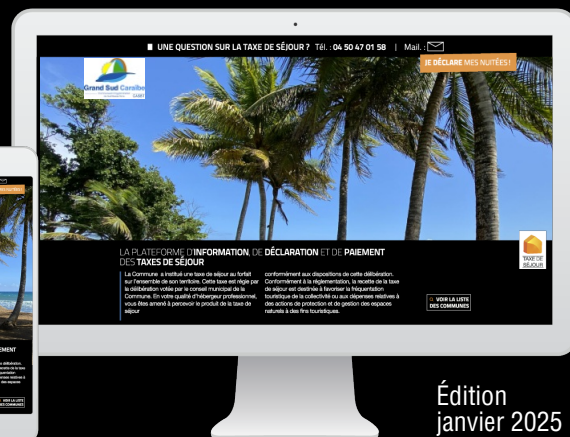 UNE QUESTION SUR LA TAXE DE SÉJOUR ? Tél. : 04 50 47 01 58 | Mail. :
JE DÉCLARE MES NUITÉES !
Grand Sud Caraïbe
LA PLATEFORME D'INFORMATION, DE DÉCLARATION ET DE PAIEMENT
DES TAXES DE SÉJOUR
La Commune a institué une taxe de séjour au forfait
sur l'ensemble de son territoire. Cette taxe est régie par
la délibération votée par le conseil municipal de la
Commune. En votre qualité d'hébergeur professionnel,
vous êtes amené à percevoir le produit de la taxe de
séjour
conformément aux dispositions de cette délibération.
Conformément à la réglementation, la recette de la taxe
de séjour est destinée à favoriser la fréquentation
touristique de la collectivité ou aux dépenses relatives à
des actions de protection et de gestion des espaces
naturels à des fins touristiques.
TAXE DE
SÉJOUR
VOIR LA LISTE
DES COMMUNES
Édition
janvier 2025